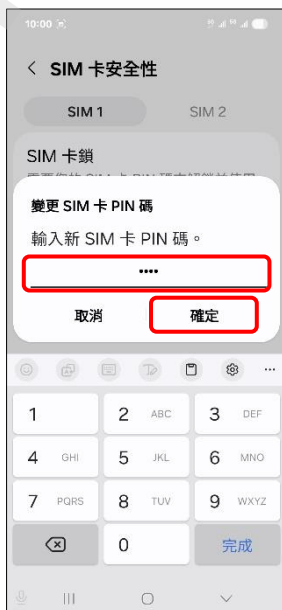 10:00
SIM 卡安全性
SIM 1
SIM 2
SIM 卡鎖
變更 SIM 卡 PIN 碼
輸入新 SIM 卡 PIN 碼。
••••
取消
確定
1
2 ABC
3 DEF
4 GHI
5 JKL
6 MNO
7 PQRS
8 TUV
9 WXYZ
0
完成